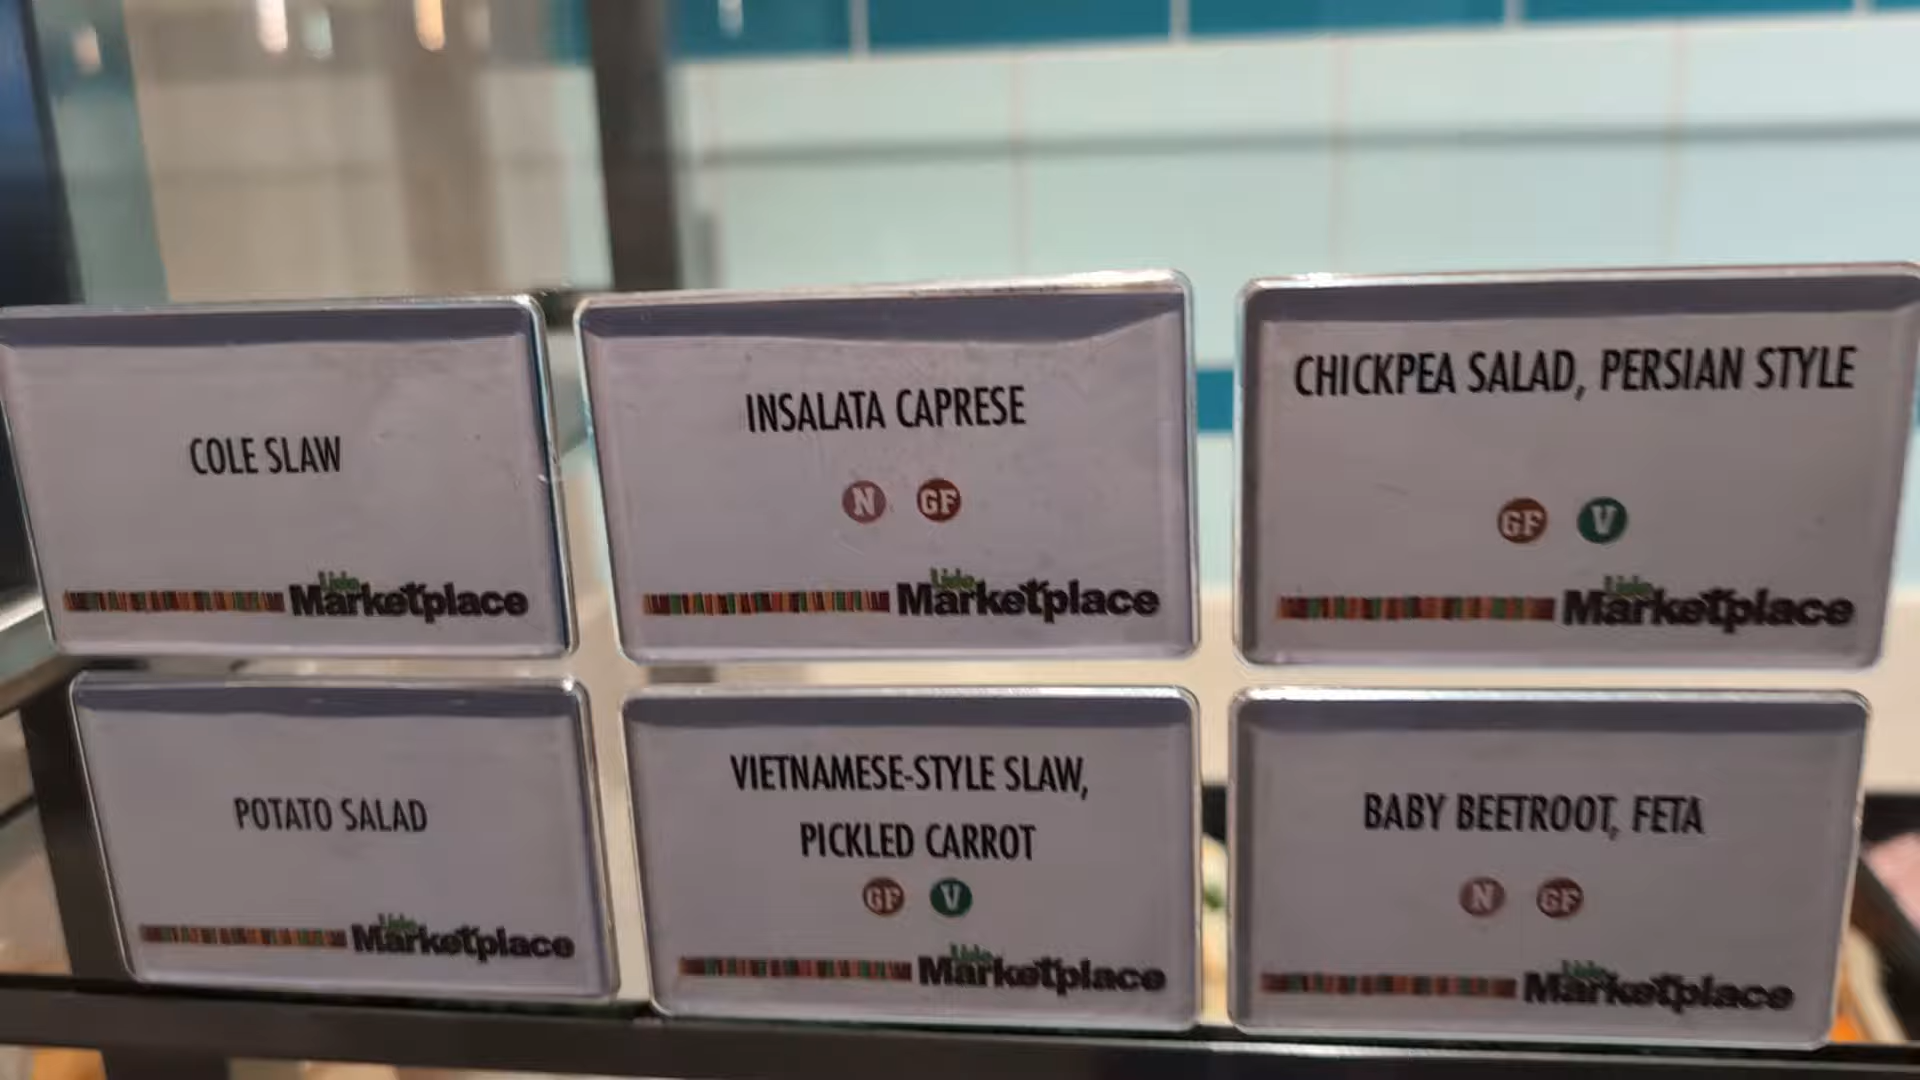 COLE SLAW
Lido
Marketplace
INSALATA CAPRESE
N GF
Lido
Marketplace
CHICKPEA SALAD, PERSIAN STYLE
GF V
Lido
Marketplace
POTATO SALAD
Lido
Marketplace
VIETNAMESE-STYLE SLAW,
PICKLED CARROT
GF V
Lido
Marketplace
BABY BEETROOT, FETA
N GF
Lido
Marketplace